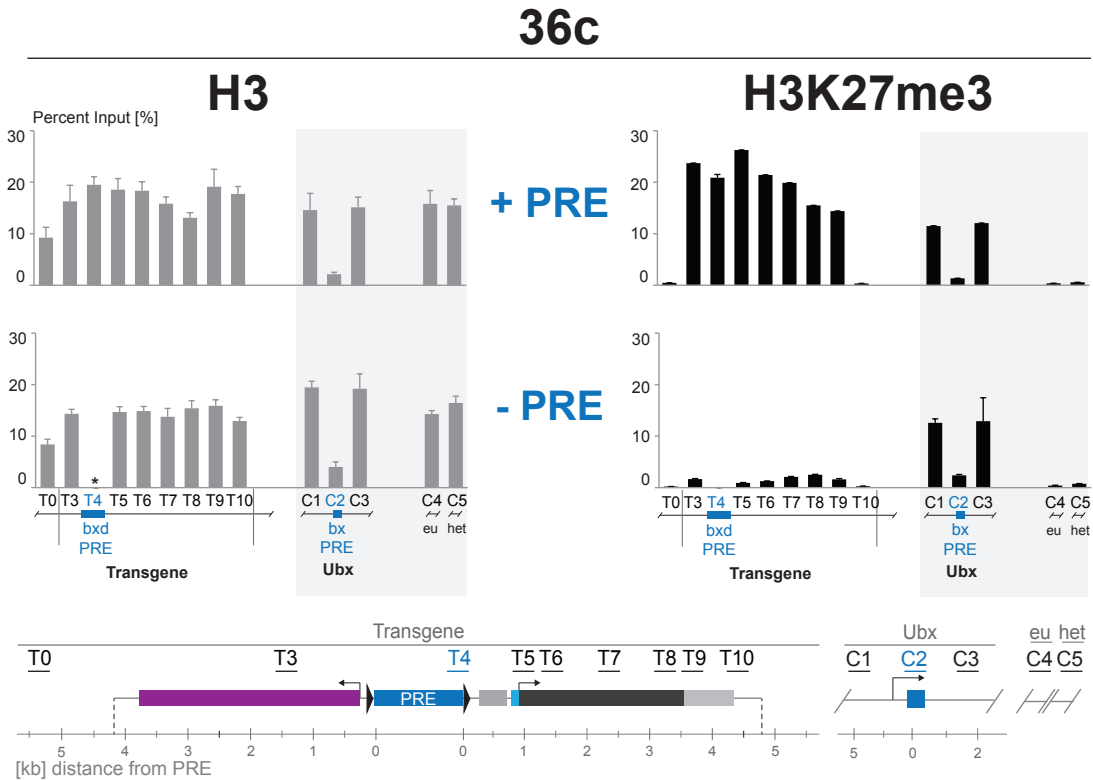 36c
H3
H3K27me3
Percent Input [%]
30
20
10
0
+ PRE
30
20
10
0
30
20
10
0
- PRE
30
20
10
0
*
T0 T3 T4 T5 T6 T7 T8 T9 T10 C1 C2 C3 C4 C5
bxd bx eu het
PRE PRE
Transgene Ubx
T0 T3 T4 T5 T6 T7 T8 T9 T10 C1 C2 C3 C4 C5
bxd bx eu het
PRE PRE
Transgene Ubx
Transgene Ubx eu het
T0 T3 T4 T5 T6 T7 T8 T9 T10 C1 C2 C3 C4 C5
PRE
5 4 3 2 1 0 0 1 2 3 4 5 5 0 2
[kb] distance from PRE